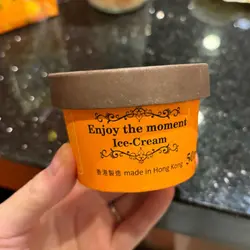 Enjoy the moment
Ice-Cream
香港製造 made in Hong Kong